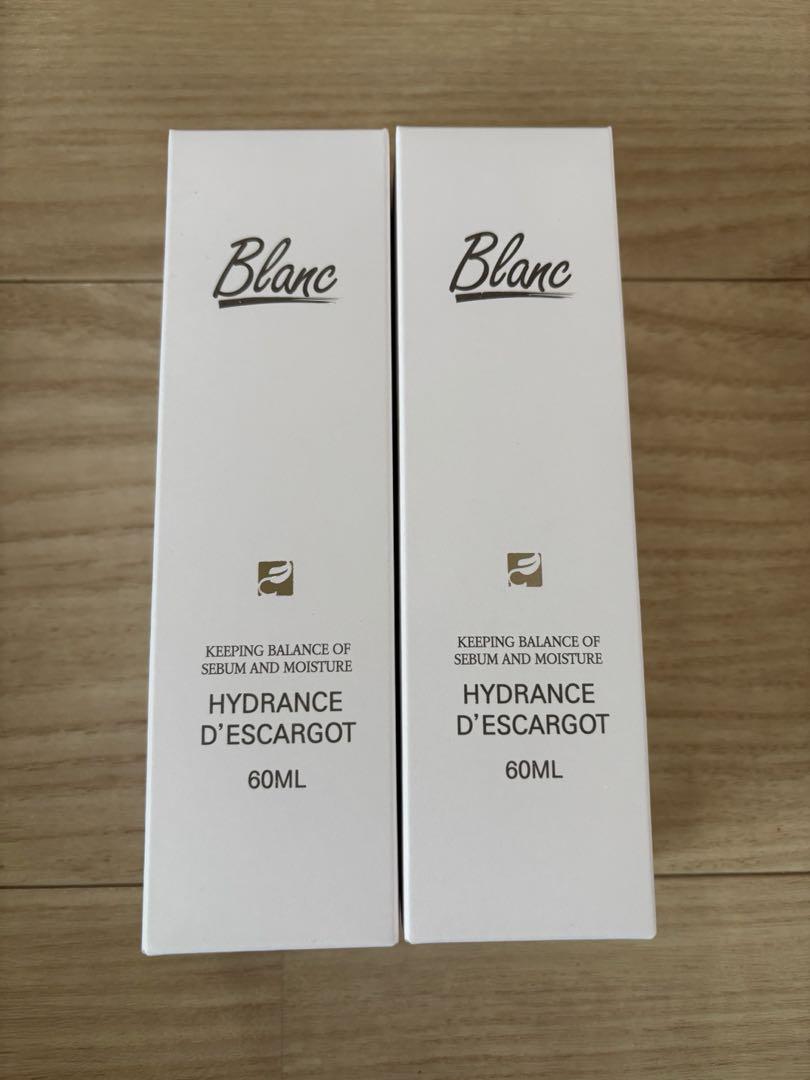 Blanc
KEEPING BALANCE OF
SEBUM AND MOISTURE
HYDRANCE
D'ESCARGOT
60ML
Blanc
KEEPING BALANCE OF
SEBUM AND MOISTURE
HYDRANCE
D'ESCARGOT
60ML